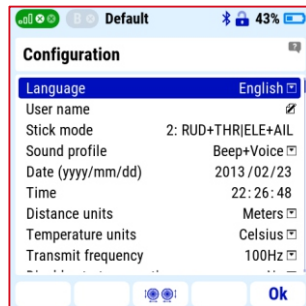 B Default 43%
Configuration
Language English
User name
Stick mode 2: RUD+THR|ELE+AIL
Sound profile Beep+Voice
Date (yyyy/mm/dd) 2013/02/23
Time 22:26:48
Distance units Meters
Temperature units Celsius
Transmit frequency 100Hz
Ok